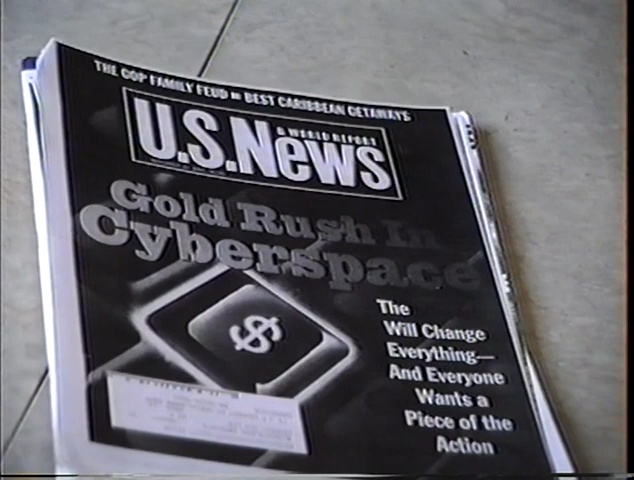 THE GOP FAMILY FEUD ■ BEST CARIBBEAN GETAWAYS
U.S. News
& WORLD REPORT
Gold Rush In
Cyberspace
$
The
Will Change
Everything—
And Everyone
Wants a
Piece of the
Action